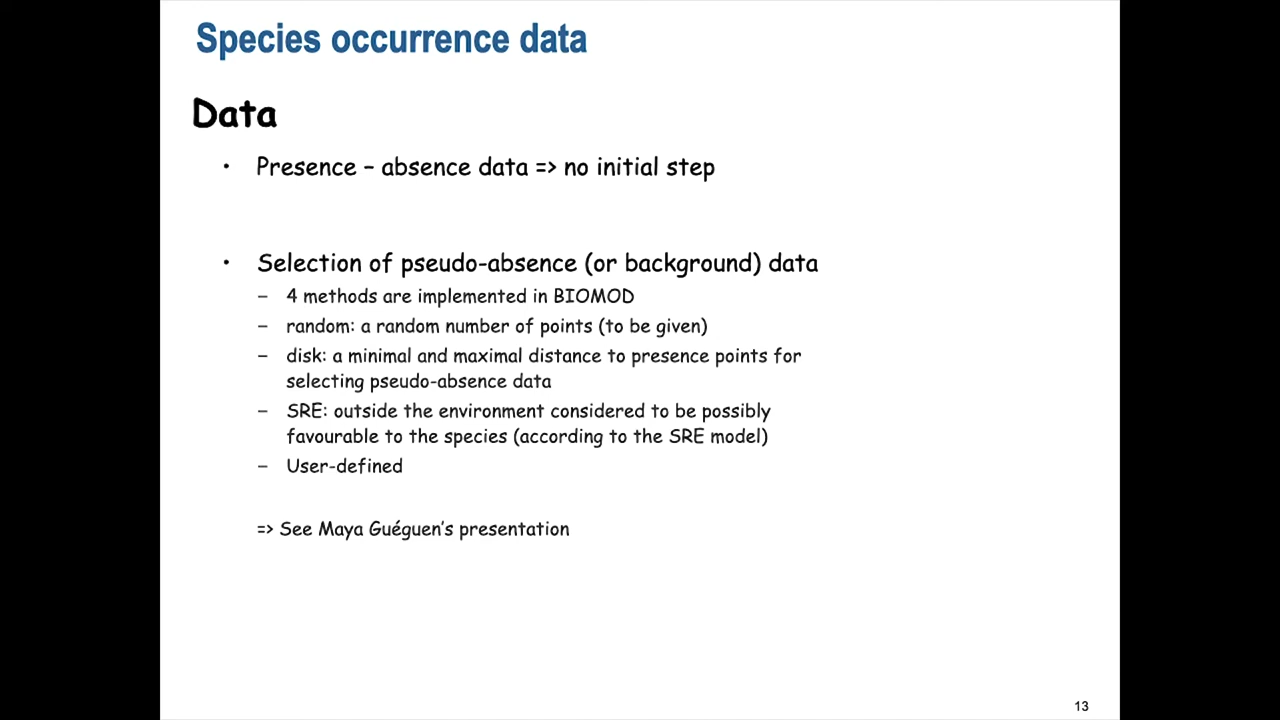 Species occurrence data
Data
• Presence – absence data => no initial step
• Selection of pseudo-absence (or background) data
– 4 methods are implemented in BIOMOD
– random: a random number of points (to be given)
– disk: a minimal and maximal distance to presence points for
selecting pseudo-absence data
– SRE: outside the environment considered to be possibly
favourable to the species (according to the SRE model)
– User-defined
=> See Maya Guéguen's presentation
13